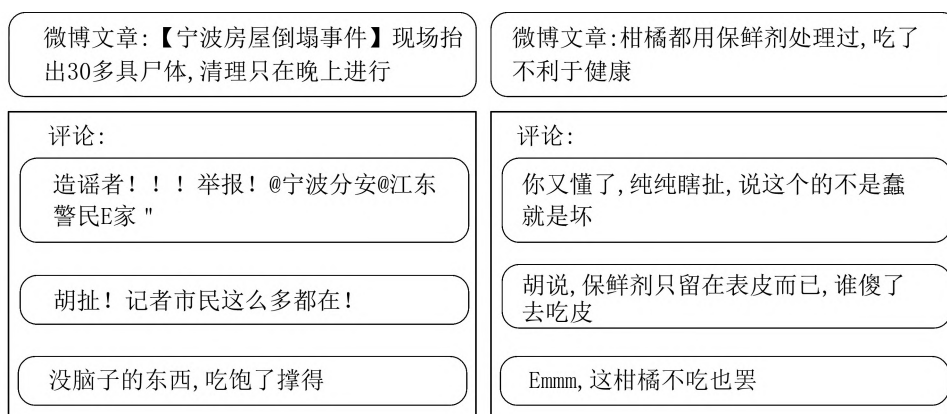 微博文章:【宁波房屋倒塌事件】现场抬
出30多具尸体,清理只在晚上进行
评论:
造谣者！！！举报！@宁波分安@江东
警民E家"
胡扯！记者市民这么多都在！
没脑子的东西,吃饱了撑得
微博文章:柑橘都用保鲜剂处理过,吃了
不利于健康
评论:
你又懂了,纯纯瞎扯,说这个的不是蠢
就是坏
胡说,保鲜剂只留在表皮而已,谁傻了
去吃皮
Emmm,这柑橘不吃也罢